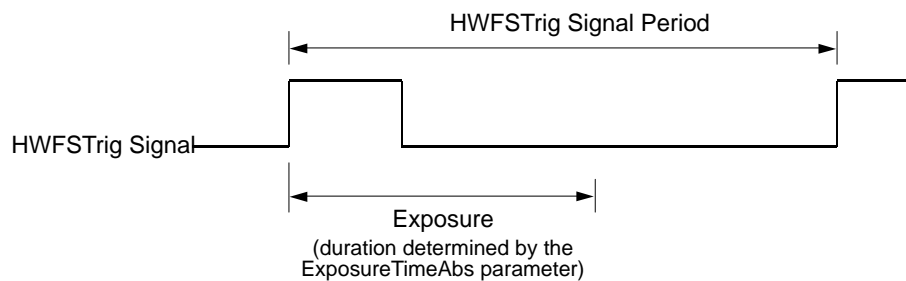 HWFSTrig Signal Period
HWFSTrig Signal
Exposure
(duration determined by the
ExposureTimeAbs parameter)